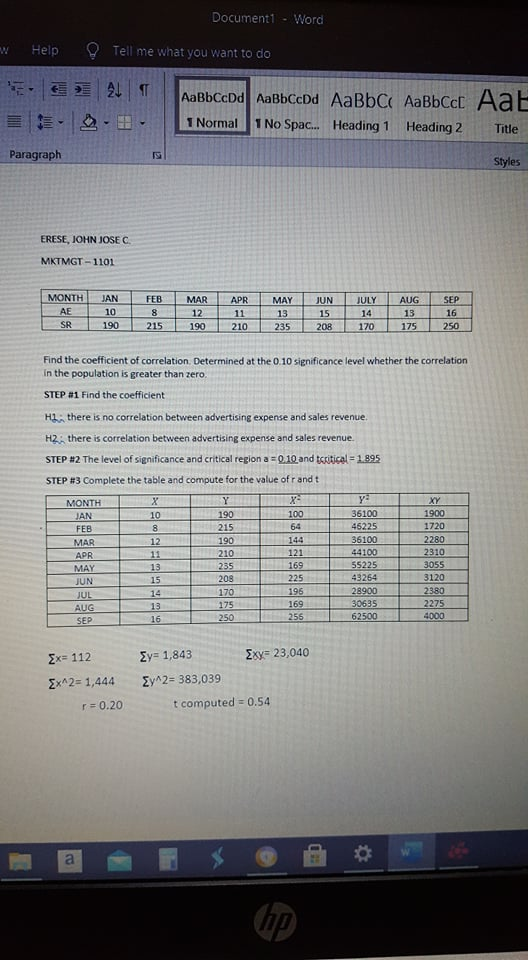 Document1 - Word
w Help Tell me what you want to do
AaBbCcDd AaBbCcDd AaBbC( AaBbCcC AaB
¶ Normal ¶ No Spac... Heading 1 Heading 2 Title
Paragraph Styles
ERESE, JOHN JOSE C.
MKTMGT – 1101
MONTH JAN FEB MAR APR MAY JUN JULY AUG SEP
AE 10 8 12 11 13 15 14 13 16
SR 190 215 190 210 235 208 170 175 250
Find the coefficient of correlation. Determined at the 0.10 significance level whether the correlation
in the population is greater than zero.
STEP #1 Find the coefficient
H1 ; there is no correlation between advertising expense and sales revenue.
H2 ; there is correlation between advertising expense and sales revenue.
STEP #2 The level of significance and critical region a = 0.10 and tcritical = 1.895
STEP #3 Complete the table and compute for the value of r and t
MONTH X Y X² Y² XY
JAN 10 190 100 36100 1900
FEB 8 215 64 46225 1720
MAR 12 190 144 36100 2280
APR 11 210 121 44100 2310
MAY 13 235 169 55225 3055
JUN 15 208 225 43264 3120
JUL 14 170 196 28900 2380
AUG 13 175 169 30635 2275
SEP 16 250 256 62500 4000
∑x= 112 ∑y= 1,843 ∑xy= 23,040
∑x^2= 1,444 ∑y^2= 383,039
r = 0.20 t computed = 0.54
a
W
hp